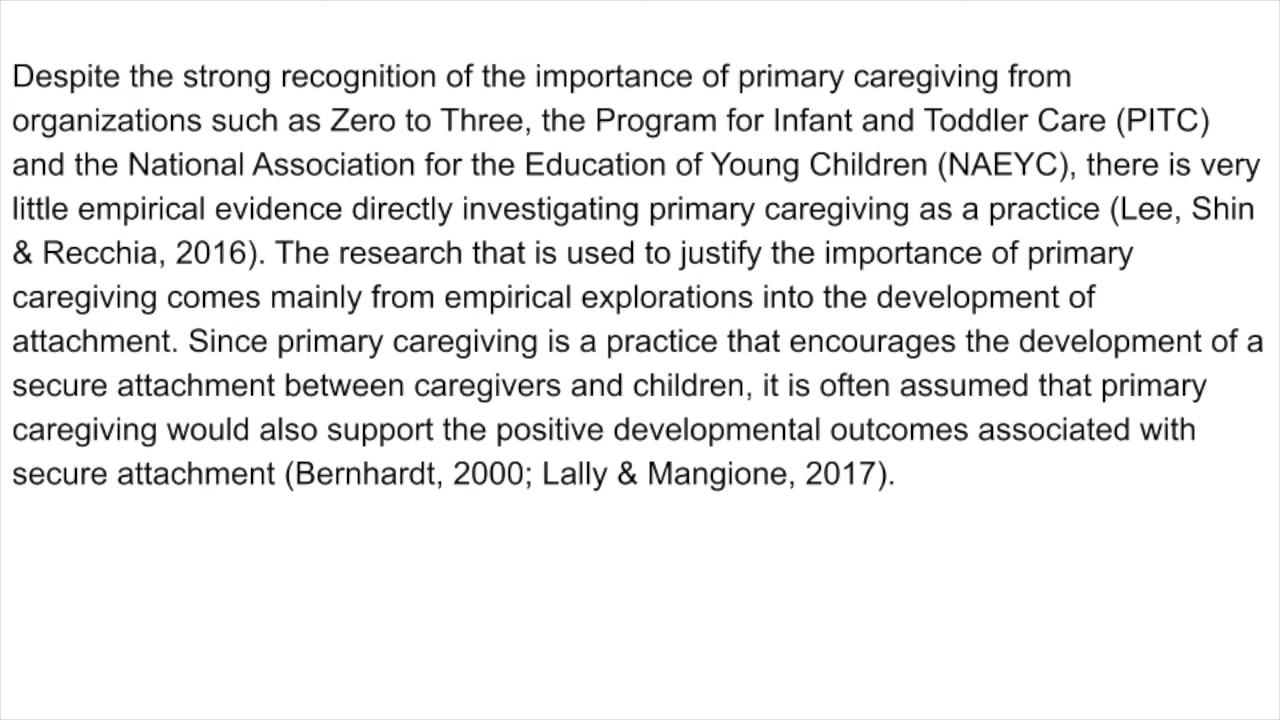 Despite the strong recognition of the importance of primary caregiving from
organizations such as Zero to Three, the Program for Infant and Toddler Care (PITC)
and the National Association for the Education of Young Children (NAEYC), there is very
little empirical evidence directly investigating primary caregiving as a practice (Lee, Shin
& Recchia, 2016). The research that is used to justify the importance of primary
caregiving comes mainly from empirical explorations into the development of
attachment. Since primary caregiving is a practice that encourages the development of a
secure attachment between caregivers and children, it is often assumed that primary
caregiving would also support the positive developmental outcomes associated with
secure attachment (Bernhardt, 2000; Lally & Mangione, 2017).